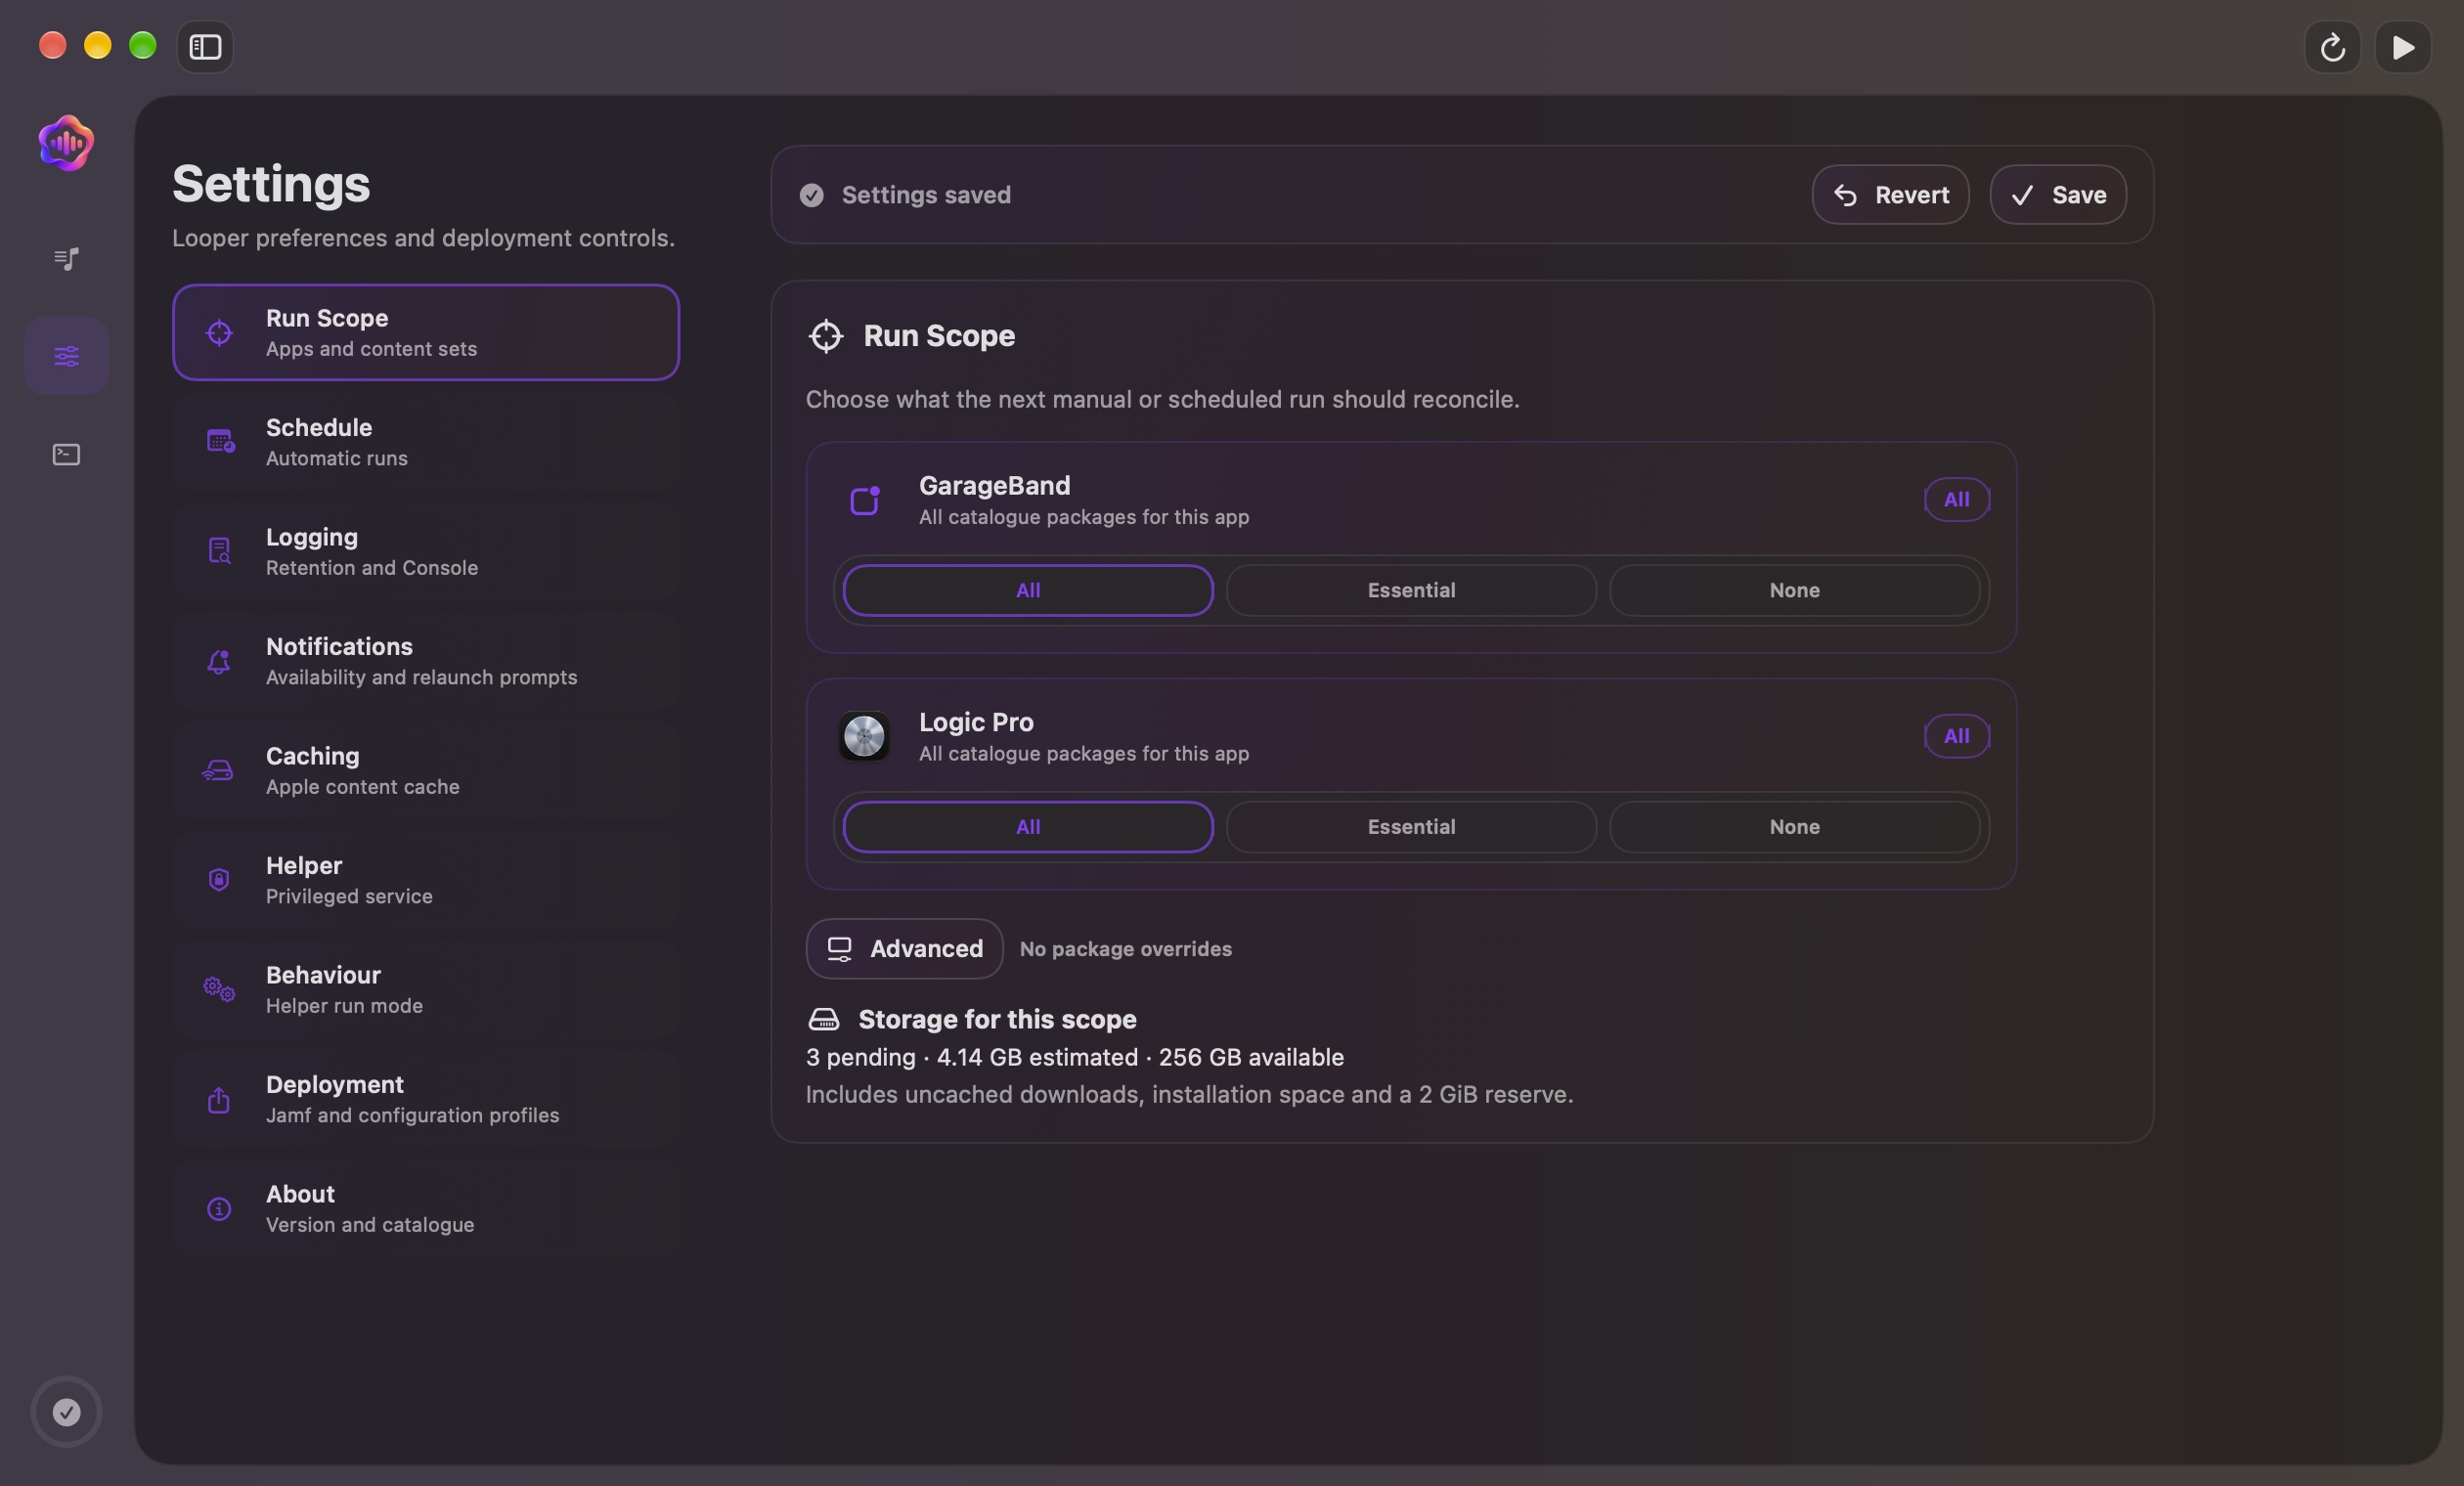 Settings
Looper preferences and deployment controls.
Run Scope
Apps and content sets
Schedule
Automatic runs
Logging
Retention and Console
Notifications
Availability and relaunch prompts
Caching
Apple content cache
Helper
Privileged service
Behaviour
Helper run mode
Deployment
Jamf and configuration profiles
About
Version and catalogue
Settings saved
Revert
Save
Run Scope
Choose what the next manual or scheduled run should reconcile.
GarageBand
All catalogue packages for this app
All
All
Essential
None
Logic Pro
All catalogue packages for this app
All
All
Essential
None
Advanced
No package overrides
Storage for this scope
3 pending · 4.14 GB estimated · 256 GB available
Includes uncached downloads, installation space and a 2 GiB reserve.